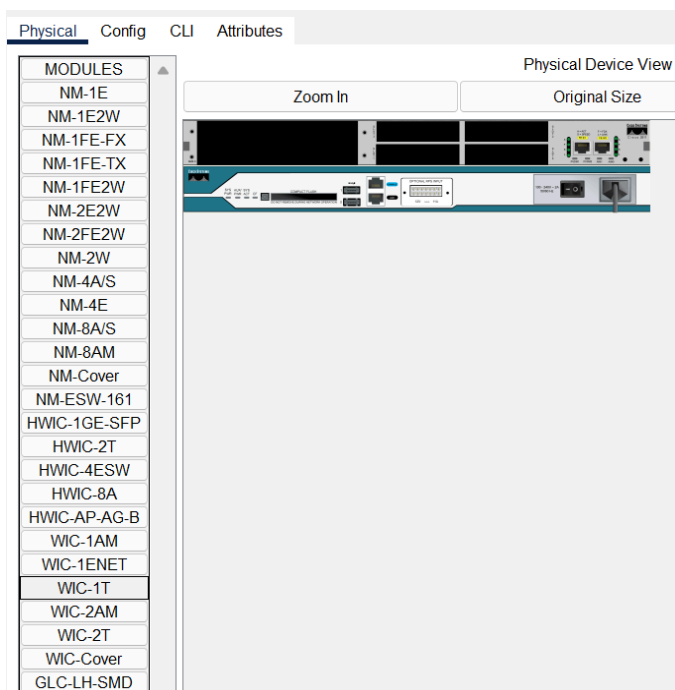 Physical Config CLI Attributes
MODULES
Physical Device View
NM-1E
Zoom In
Original Size
NM-1E2W
NM-1FE-FX
NM-1FE-TX
NM-1FE2W
NM-2E2W
NM-2FE2W
NM-2W
NM-4A/S
NM-4E
NM-8A/S
NM-8AM
NM-Cover
NM-ESW-161
HWIC-1GE-SFP
HWIC-2T
HWIC-4ESW
HWIC-8A
HWIC-AP-AG-B
WIC-1AM
WIC-1ENET
WIC-1T
WIC-2AM
WIC-2T
WIC-Cover
GLC-LH-SMD